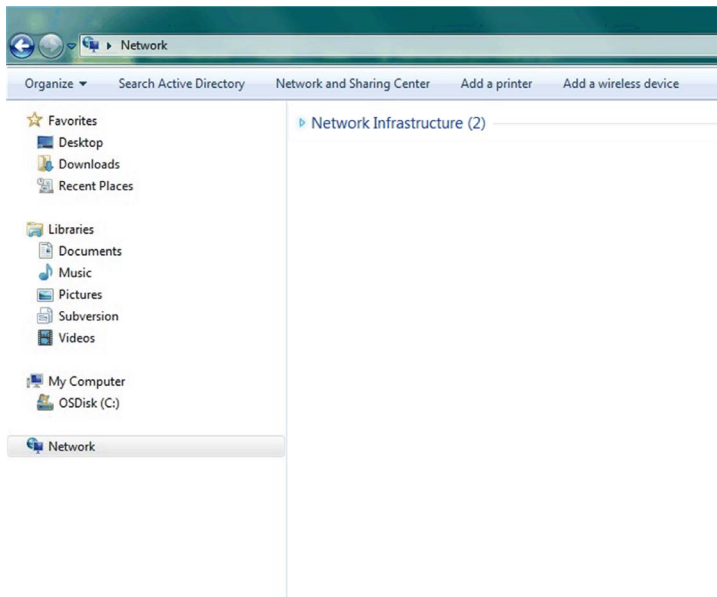 Network
Organize Search Active Directory Network and Sharing Center Add a printer Add a wireless device
Favorites
Desktop
Downloads
Recent Places
Libraries
Documents
Music
Pictures
Subversion
Videos
My Computer
OSDisk (C:)
Network
Network Infrastructure (2)